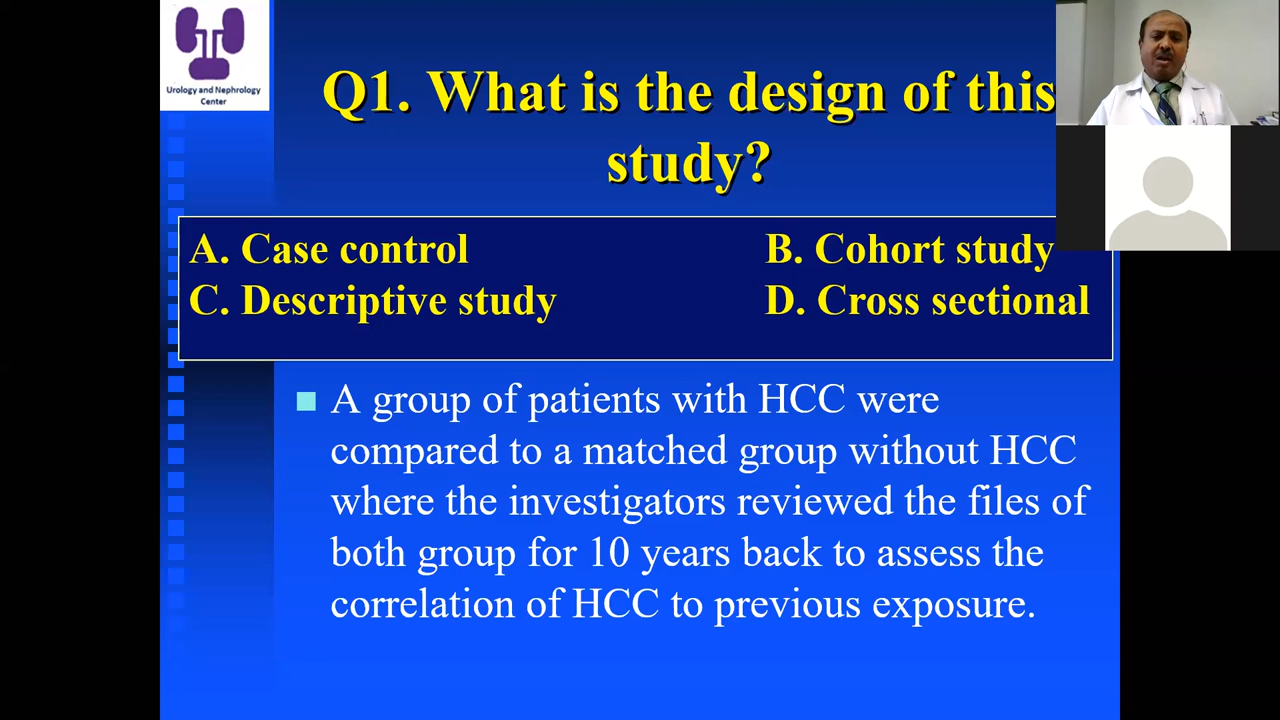 Urology and Nephrology
Center
Q1. What is the design of this
study?
A. Case control B. Cohort study
C. Descriptive study D. Cross sectional
A group of patients with HCC were
compared to a matched group without HCC
where the investigators reviewed the files of
both group for 10 years back to assess the
correlation of HCC to previous exposure.